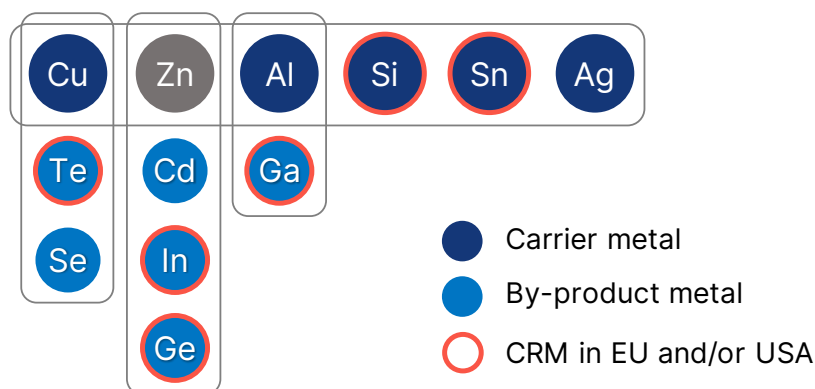 Cu Zn Al Si Sn Ag
Te Cd Ga
Se In
Ge
Carrier metal
By-product metal
CRM in EU and/or USA